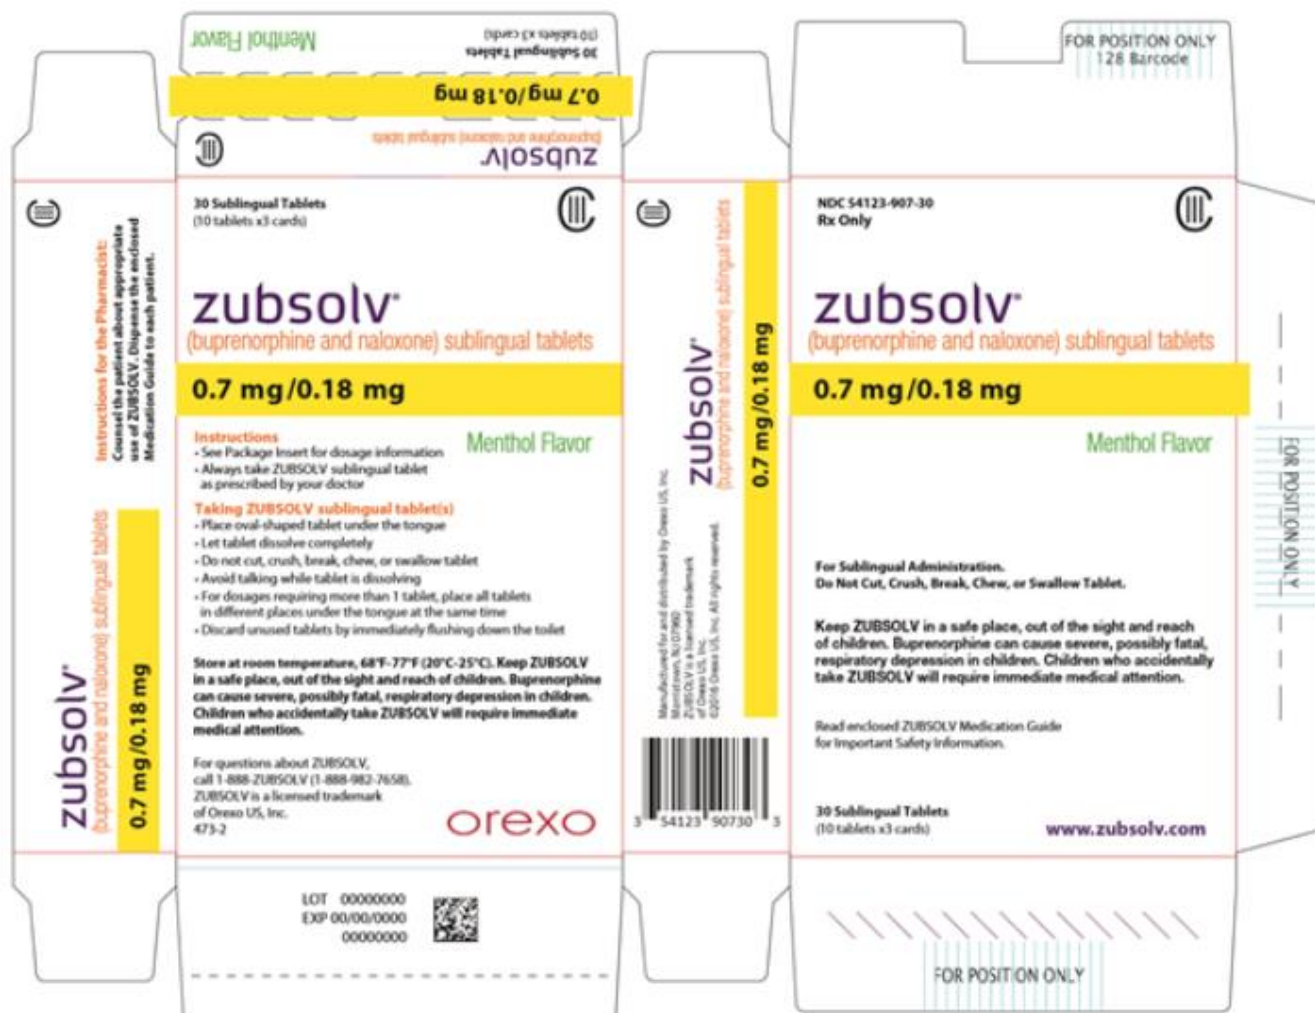 Menthol Flavor
30 Sublingual Tablets
(10 tablets x3 cards)
0.7 mg/0.18 mg
zubsolv
(buprenorphine and naloxone) sublingual tablets
CIII
CIII
Instructions for the Pharmacist:
Counsel the patient about appropriate
use of ZUBSOLV. Dispense the enclosed
Medication Guide to each patient.
zubsolv®
(buprenorphine and naloxone) sublingual tablets
0.7 mg/0.18 mg
30 Sublingual Tablets
(10 tablets x3 cards)
CIII
zubsolv®
(buprenorphine and naloxone) sublingual tablets
0.7 mg/0.18 mg
Menthol Flavor
Instructions
• See Package Insert for dosage information
• Always take ZUBSOLV sublingual tablet
as prescribed by your doctor
Taking ZUBSOLV sublingual tablet(s)
• Place oval-shaped tablet under the tongue
• Let tablet dissolve completely
• Do not cut, crush, break, chew, or swallow tablet
• Avoid talking while tablet is dissolving
• For dosages requiring more than 1 tablet, place all tablets
in different places under the tongue at the same time
• Discard unused tablets by immediately flushing down the toilet
Store at room temperature, 68°F-77°F (20°C-25°C). Keep ZUBSOLV
in a safe place, out of the sight and reach of children. Buprenorphine
can cause severe, possibly fatal, respiratory depression in children.
Children who accidentally take ZUBSOLV will require immediate
medical attention.
For questions about ZUBSOLV,
call 1-888-ZUBSOLV (1-888-982-7658).
ZUBSOLV is a licensed trademark
of Orexo US, Inc.
473-2
orexo
LOT 00000000
EXP 00/00/0000
00000000
CIII
zubsolv®
(buprenorphine and naloxone) sublingual tablets
0.7 mg/0.18 mg
Manufactured for and distributed by Orexo US, Inc.
Morristown, NJ 07960
ZUBSOLV is a licensed trademark
of Orexo US, Inc.
©2016 Orexo US, Inc. All rights reserved.
3 54123 90730 3
FOR POSITION ONLY
128 Barcode
NDC 54123-907-30
Rx Only
CIII
zubsolv®
(buprenorphine and naloxone) sublingual tablets
0.7 mg/0.18 mg
Menthol Flavor
For Sublingual Administration.
Do Not Cut, Crush, Break, Chew, or Swallow Tablet.
Keep ZUBSOLV in a safe place, out of the sight and reach
of children. Buprenorphine can cause severe, possibly fatal,
respiratory depression in children. Children who accidentally
take ZUBSOLV will require immediate medical attention.
Read enclosed ZUBSOLV Medication Guide
for Important Safety Information.
30 Sublingual Tablets
(10 tablets x3 cards)
www.zubsolv.com
FOR POSITION ONLY
FOR POSITION ONLY